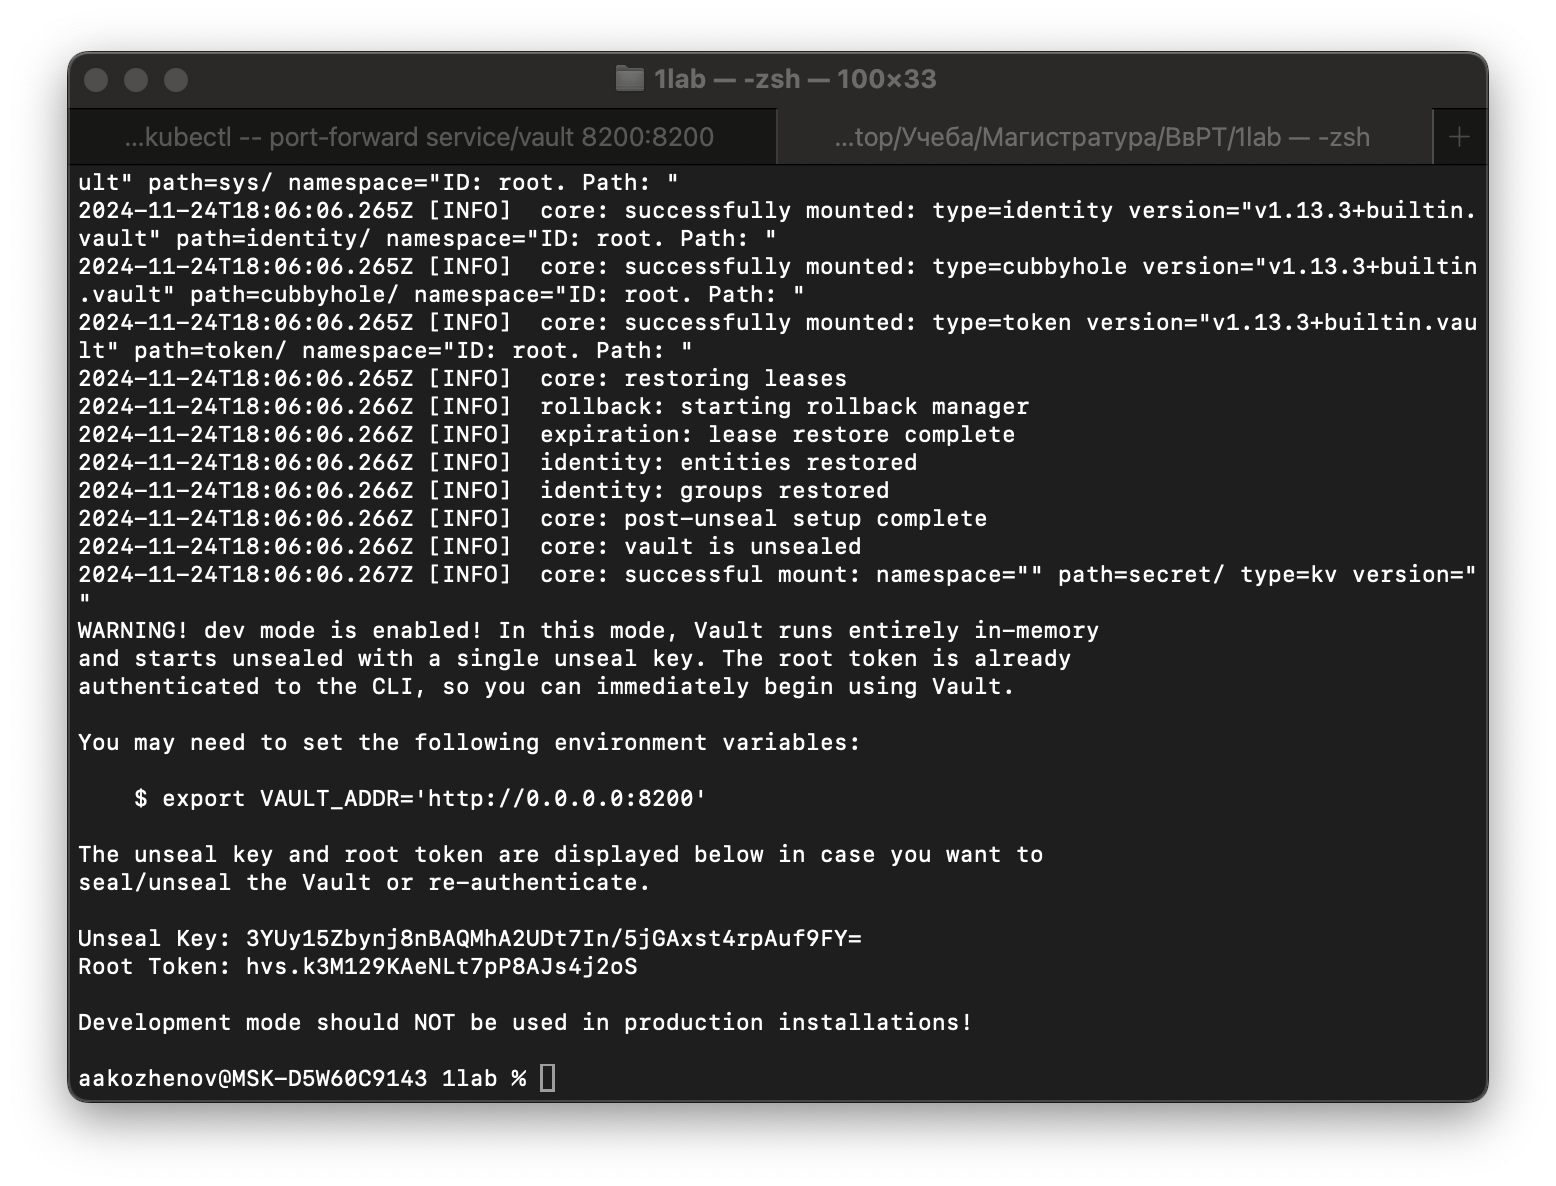 1lab — -zsh — 100×33
...kubectl -- port-forward service/vault 8200:8200
...top/Учеба/Магистратура/ВвРТ/1lab — -zsh
ult" path=sys/ namespace="ID: root. Path: "
2024-11-24T18:06:06.265Z [INFO]  core: successfully mounted: type=identity version="v1.13.3+builtin.
vault" path=identity/ namespace="ID: root. Path: "
2024-11-24T18:06:06.265Z [INFO]  core: successfully mounted: type=cubbyhole version="v1.13.3+builtin
.vault" path=cubbyhole/ namespace="ID: root. Path: "
2024-11-24T18:06:06.265Z [INFO]  core: successfully mounted: type=token version="v1.13.3+builtin.vau
lt" path=token/ namespace="ID: root. Path: "
2024-11-24T18:06:06.265Z [INFO]  core: restoring leases
2024-11-24T18:06:06.266Z [INFO]  rollback: starting rollback manager
2024-11-24T18:06:06.266Z [INFO]  expiration: lease restore complete
2024-11-24T18:06:06.266Z [INFO]  identity: entities restored
2024-11-24T18:06:06.266Z [INFO]  identity: groups restored
2024-11-24T18:06:06.266Z [INFO]  core: post-unseal setup complete
2024-11-24T18:06:06.266Z [INFO]  core: vault is unsealed
2024-11-24T18:06:06.267Z [INFO]  core: successful mount: namespace="" path=secret/ type=kv version="
"
WARNING! dev mode is enabled! In this mode, Vault runs entirely in-memory
and starts unsealed with a single unseal key. The root token is already
authenticated to the CLI, so you can immediately begin using Vault.
You may need to set the following environment variables:
    $ export VAULT_ADDR='http://0.0.0.0:8200'
The unseal key and root token are displayed below in case you want to
seal/unseal the Vault or re-authenticate.
Unseal Key: 3YUy15Zbynj8nBAQMhA2UDt7In/5jGAxst4rpAuf9FY=
Root Token: hvs.k3M129KAeNLt7pP8AJs4j2oS
Development mode should NOT be used in production installations!
aakozhenov@MSK-D5W60C9143 1lab %